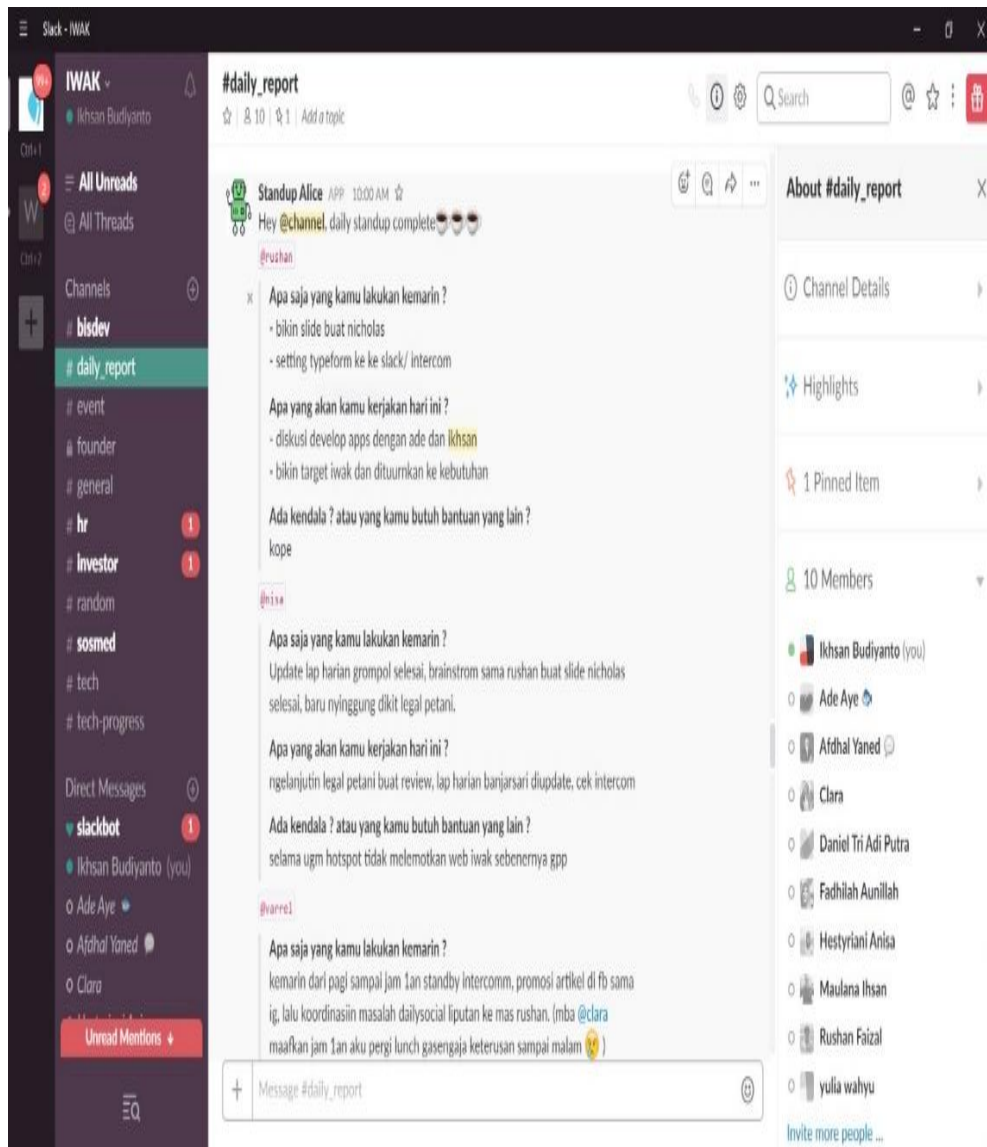 Slack - IWAK
99+
Ctrl+1
W
2
Ctrl+2
IWAK
Ikhsan Budiyanto
All Unreads
All Threads
Channels
# bisdev
# daily_report
# event
founder
# general
# hr 1
# investor 1
# random
# sosmed
# tech
# tech-progress
Direct Messages
slackbot 1
Ikhsan Budiyanto (you)
Ade Aye
Afdhal Yaned
Clara
Unread Mentions ↓
#daily_report
10 | 1 | Add a topic
Search
Standup Alice APP 10:00 AM
Hey @channel, daily standup complete
@rushan
Apa saja yang kamu lakukan kemarin ?
- bikin slide buat nicholas
- setting typeform ke ke slack/ intercom
Apa yang akan kamu kerjakan hari ini ?
- diskusi develop apps dengan ade dan ikhsan
- bikin target iwak dan dituurnkan ke kebutuhan
Ada kendala ? atau yang kamu butuh bantuan yang lain ?
kope
@nisa
Apa saja yang kamu lakukan kemarin ?
Update lap harian grompol selesai, brainstrom sama rushan buat slide nicholas
selesai, baru nyinggung dikit legal petani.
Apa yang akan kamu kerjakan hari ini ?
ngelanjutin legal petani buat review, lap harian banjarsari diupdate, cek intercom
Ada kendala ? atau yang kamu butuh bantuan yang lain ?
selama ugm hotspot tidak melemotkan web iwak sebenernya gpp
@varrel
Apa saja yang kamu lakukan kemarin ?
kemarin dari pagi sampai jam 1an standby intercomm, promosi artikel di fb sama
ig, lalu koordinasiin masalah dailysocial liputan ke mas rushan. (mba @clara
maafkan jam 1an aku pergi lunch gasengaja keterusan sampai malam )
Message #daily_report
About #daily_report
Channel Details
Highlights
1 Pinned Item
10 Members
Ikhsan Budiyanto (you)
Ade Aye
Afdhal Yaned
Clara
Daniel Tri Adi Putra
Fadhilah Aunillah
Hestyriani Anisa
Maulana Ihsan
Rushan Faizal
yulia wahyu
Invite more people ...